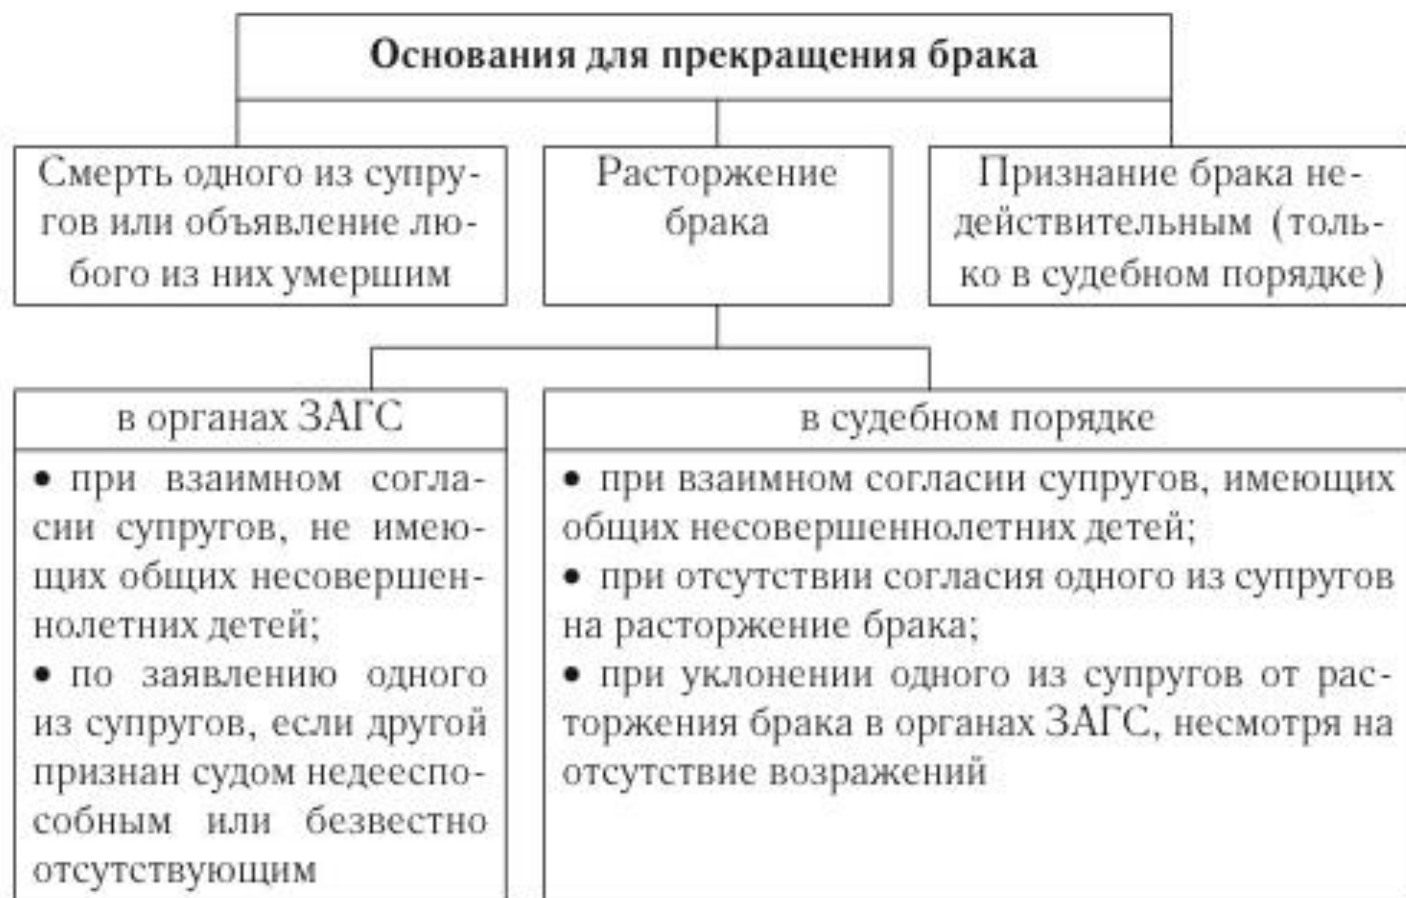 Основания для прекращения брака
Смерть одного из супру-
гов или объявление лю-
бого из них умершим
Расторжение
брака
Признание брака не-
действительным (толь-
ко в судебном порядке)
в органах ЗАГС
• при взаимном согла-
сии супругов, не имею-
щих общих несовершен-
нолетних детей;
• по заявлению одного
из супругов, если другой
признан судом недееспо-
собным или безвестно
отсутствующим
в судебном порядке
• при взаимном согласии супругов, имеющих
общих несовершеннолетних детей;
• при отсутствии согласия одного из супругов
на расторжение брака;
• при уклонении одного из супругов от рас-
торжения брака в органах ЗАГС, несмотря на
отсутствие возражений